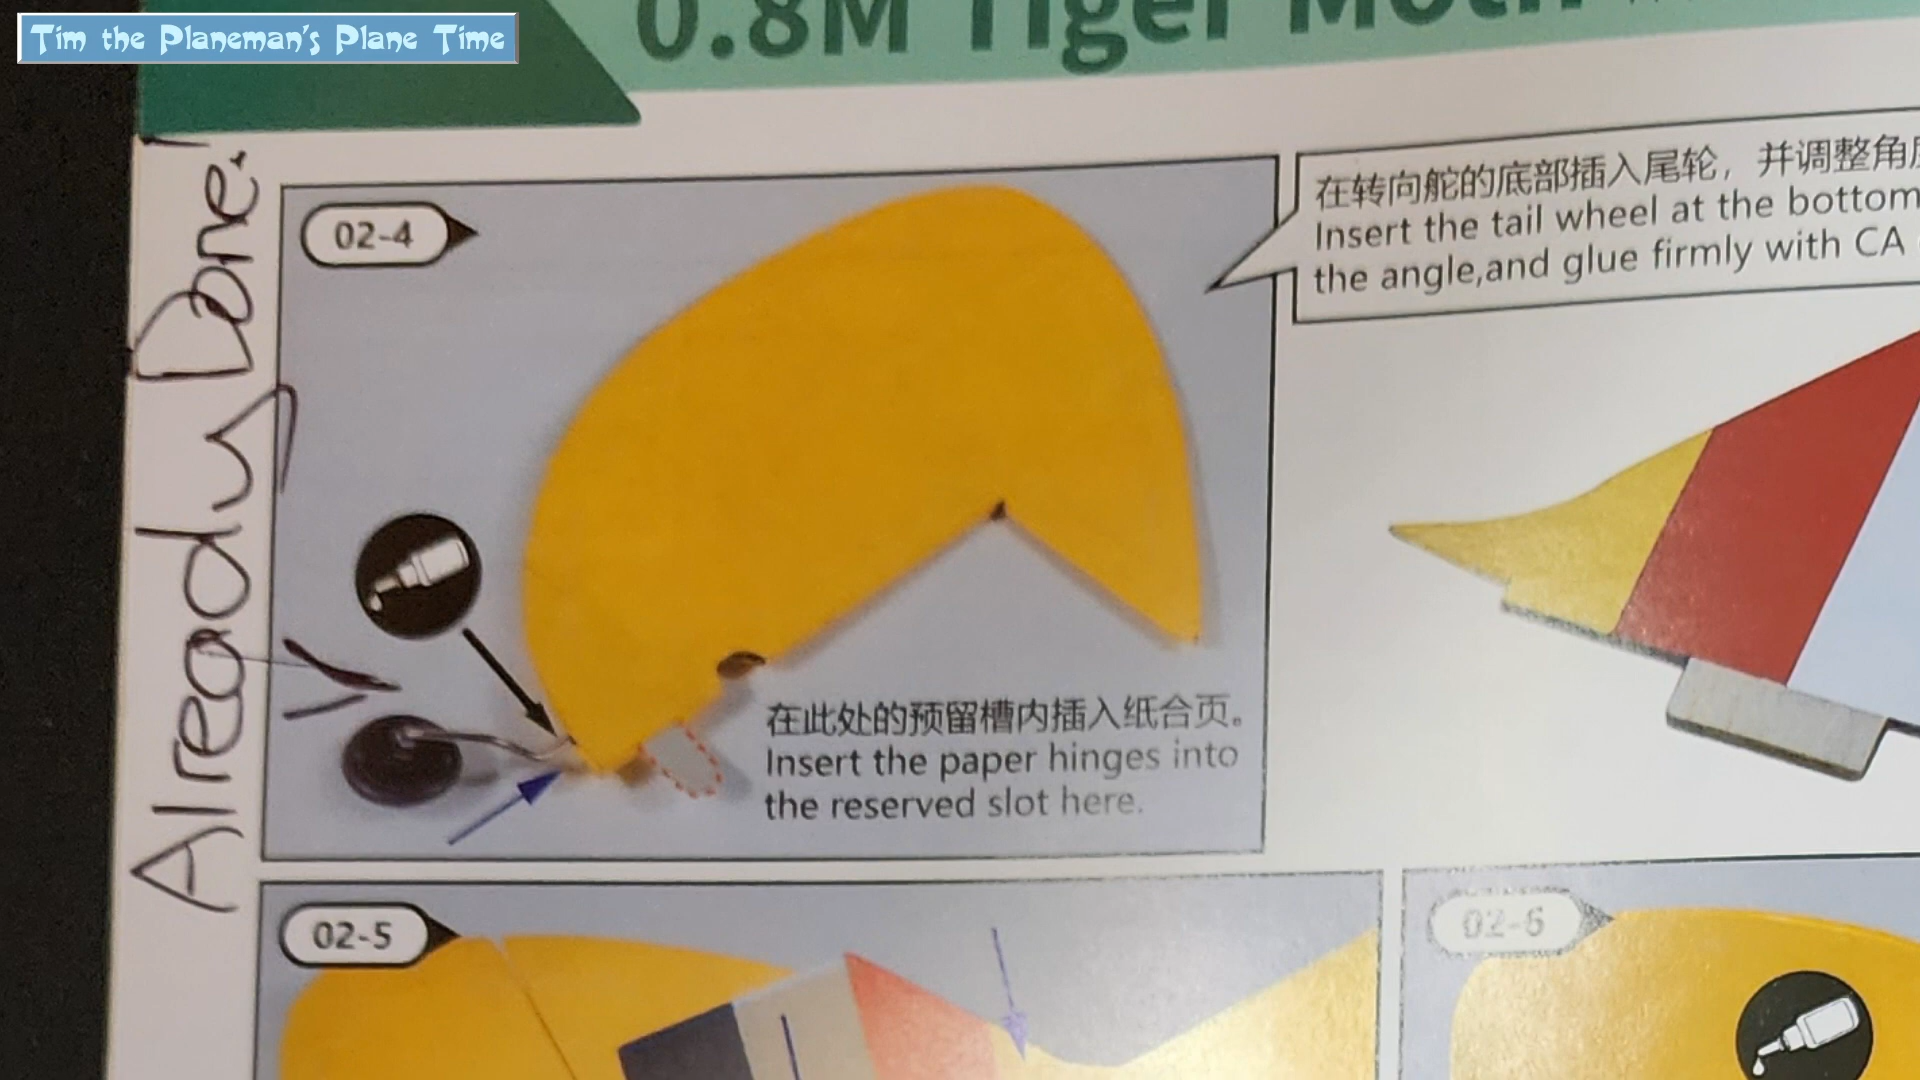 Tim the Planeman's Plane Time
0.8M Tiger Moth
Already Done!
02-4
在转向舵的底部插入尾轮，并调整角
Insert the tail wheel at the bottom
the angle,and glue firmly with CA
在此处的预留槽内插入纸合页。
Insert the paper hinges into
the reserved slot here.
02-5
02-6